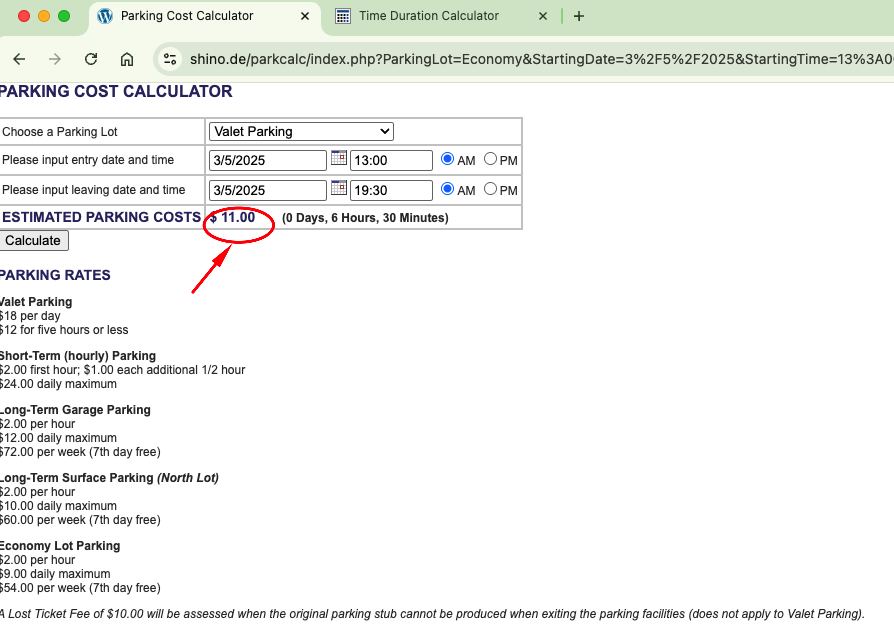 Parking Cost Calculator
Time Duration Calculator
shino.de/parkcalc/index.php?ParkingLot=Economy&StartingDate=3%2F5%2F2025&StartingTime=13%3A0
PARKING COST CALCULATOR
Choose a Parking Lot Valet Parking
Please input entry date and time 3/5/2025 13:00 AM PM
Please input leaving date and time 3/5/2025 19:30 AM PM
ESTIMATED PARKING COSTS $ 11.00 (0 Days, 6 Hours, 30 Minutes)
Calculate
PARKING RATES
Valet Parking
$18 per day
$12 for five hours or less
Short-Term (hourly) Parking
$2.00 first hour; $1.00 each additional 1/2 hour
$24.00 daily maximum
Long-Term Garage Parking
$2.00 per hour
$12.00 daily maximum
$72.00 per week (7th day free)
Long-Term Surface Parking (North Lot)
$2.00 per hour
$10.00 daily maximum
$60.00 per week (7th day free)
Economy Lot Parking
$2.00 per hour
$9.00 daily maximum
$54.00 per week (7th day free)
A Lost Ticket Fee of $10.00 will be assessed when the original parking stub cannot be produced when exiting the parking facilities (does not apply to Valet Parking).